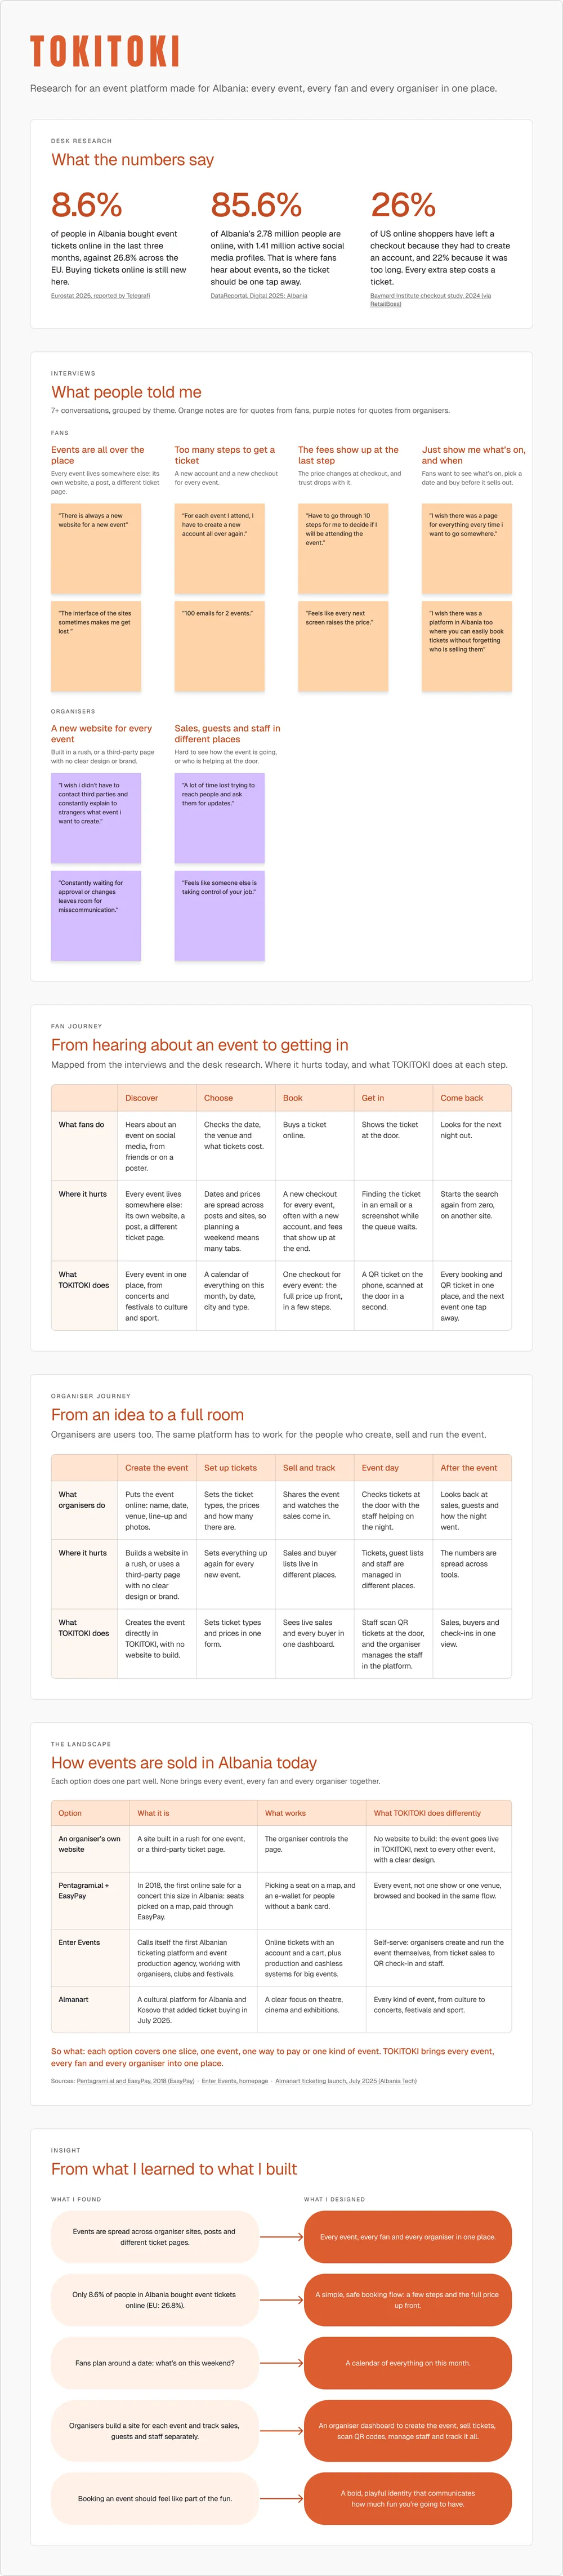 TOKITOKI
Research for an event platform made for Albania: every event, every fan and every organiser in one place.
DESK RESEARCH
What the numbers say
8.6%
of people in Albania bought event
tickets online in the last three
months, against 26.8% across the
EU. Buying tickets online is still new
here.
Eurostat 2025, reported by Telegrafi
85.6%
of Albania's 2.78 million people are
online, with 1.41 million active social
media profiles. That is where fans
hear about events, so the ticket
should be one tap away.
DataReportal, Digital 2025: Albania
26%
of US online shoppers have left a
checkout because they had to create
an account, and 22% because it was
too long. Every extra step costs a
ticket.
Baymard Institute checkout study, 2024 (via
RetailBoss)
INTERVIEWS
What people told me
7+ conversations, grouped by theme. Orange notes are for quotes from fans, purple notes for quotes from organisers.
FANS
Events are all over the
place
Every event lives somewhere else: its
own website, a post, a different ticket
page.
"There is always a new
website for a new event"
"The interface of the sites
sometimes makes me get
lost "
Too many steps to get a
ticket
A new account and a new checkout
for every event.
"For each event I attend, I
have to create a new
account all over again."
"100 emails for 2 events."
The fees show up at the
last step
The price changes at checkout, and
trust drops with it.
"Have to go through 10
steps for me to decide if I
will be attending the
event."
"Feels like every next
screen raises the price."
Just show me what's on,
and when
Fans want to see what's on, pick a
date and buy before it sells out.
"I wish there was a page
for everything every time i
want to go somewhere."
"I wish there was a
platform in Albania too
where you can easily book
tickets without forgetting
who is selling them"
ORGANISERS
A new website for every
event
Built in a rush, or a third-party page
with no clear design or brand.
"I wish i didn't have to
contact third parties and
constantly explain to
strangers what event i
want to create."
"Constantly waiting for
approval or changes
leaves room for
misscommunication."
Sales, guests and staff in
different places
Hard to see how the event is going,
or who is helping at the door.
"A lot of time lost trying to
reach people and ask
them for updates."
"Feels like someone else is
taking control of your job."
FAN JOURNEY
From hearing about an event to getting in
Mapped from the interviews and the desk research. Where it hurts today, and what TOKITOKI does at each step.
Discover
Choose
Book
Get in
Come back
What fans do
Hears about an
event on social
media, from
friends or on a
poster.
Checks the date,
the venue and
what tickets cost.
Buys a ticket
online.
Shows the ticket
at the door.
Looks for the next
night out.
Where it hurts
Every event lives
somewhere else:
its own website, a
post, a different
ticket page.
Dates and prices
are spread across
posts and sites, so
planning a
weekend means
many tabs.
A new checkout
for every event,
often with a new
account, and fees
that show up at
the end.
Finding the ticket
in an email or a
screenshot while
the queue waits.
Starts the search
again from zero,
on another site.
What
TOKITOKI does
Every event in one
place, from
concerts and
festivals to culture
and sport.
A calendar of
everything on this
month, by date,
city and type.
One checkout for
every event: the
full price up front,
in a few steps.
A QR ticket on the
phone, scanned at
the door in a
second.
Every booking and
QR ticket in one
place, and the next
event one tap
away.
ORGANISER JOURNEY
From an idea to a full room
Organisers are users too. The same platform has to work for the people who create, sell and run the event.
Create the event
Set up tickets
Sell and track
Event day
After the event
What
organisers do
Puts the event
online: name, date,
venue, line-up and
photos.
Sets the ticket
types, the prices
and how many
there are.
Shares the event
and watches the
sales come in.
Checks tickets at
the door with the
staff helping on
the night.
Looks back at
sales, guests and
how the night
went.
Where it hurts
Builds a website in
a rush, or uses a
third-party page
with no clear
design or brand.
Sets everything up
again for every
new event.
Sales and buyer
lists live in
different places.
Tickets, guest lists
and staff are
managed in
different places.
The numbers are
spread across
tools.
What
TOKITOKI does
Creates the event
directly in
TOKITOKI, with no
website to build.
Sets ticket types
and prices in one
form.
Sees live sales
and every buyer in
one dashboard.
Staff scan QR
tickets at the door,
and the organiser
manages the staff
in the platform.
Sales, buyers and
check-ins in one
view.
THE LANDSCAPE
How events are sold in Albania today
Each option does one part well. None brings every event, every fan and every organiser together.
Option
What it is
What works
What TOKITOKI does differently
An organiser's own
website
A site built in a rush for one event,
or a third-party ticket page.
The organiser controls the
page.
No website to build: the event goes live
in TOKITOKI, next to every other event,
with a clear design.
Pentagrami.al +
EasyPay
In 2018, the first online sale for a
concert this size in Albania: seats
picked on a map, paid through
EasyPay.
Picking a seat on a map, and
an e-wallet for people
without a bank card.
Every event, not one show or one venue,
browsed and booked in the same flow.
Enter Events
Calls itself the first Albanian
ticketing platform and event
production agency, working with
organisers, clubs and festivals.
Online tickets with an
account and a cart, plus
production and cashless
systems for big events.
Self-serve: organisers create and run the
event themselves, from ticket sales to
QR check-in and staff.
Almanart
A cultural platform for Albania and
Kosovo that added ticket buying in
July 2025.
A clear focus on theatre,
cinema and exhibitions.
Every kind of event, from culture to
concerts, festivals and sport.
So what: each option covers one slice, one event, one way to pay or one kind of event. TOKITOKI brings every event,
every fan and every organiser into one place.
Sources: Pentagrami.al and EasyPay, 2018 (EasyPay) · Enter Events, homepage · Almanart ticketing launch, July 2025 (Albania Tech)
INSIGHT
From what I learned to what I built
WHAT I FOUND
WHAT I DESIGNED
Events are spread across organiser sites, posts and
different ticket pages.
Every event, every fan and every organiser in one place.
Only 8.6% of people in Albania bought event tickets
online (EU: 26.8%).
A simple, safe booking flow: a few steps and the full price
up front.
Fans plan around a date: what's on this weekend?
A calendar of everything on this month.
Organisers build a site for each event and track sales,
guests and staff separately.
An organiser dashboard to create the event, sell tickets,
scan QR codes, manage staff and track it all.
Booking an event should feel like part of the fun.
A bold, playful identity that communicates
how much fun you're going to have.